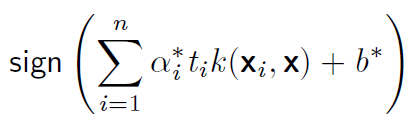 sign ( ∑_{i=1}^{n} α_i^* t_i k(𝐱_i, 𝐱) + b^* )